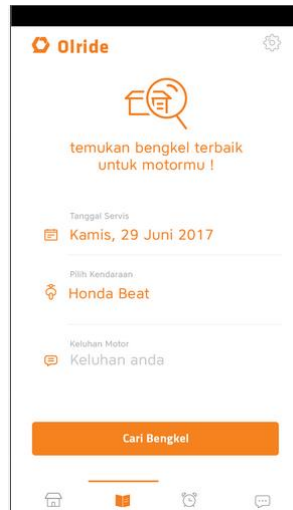 Olride
temukan bengkel terbaik
untuk motormu !
Tanggal Servis
Kamis, 29 Juni 2017
Pilih Kendaraan
Honda Beat
Keluhan Motor
Keluhan anda
Cari Bengkel